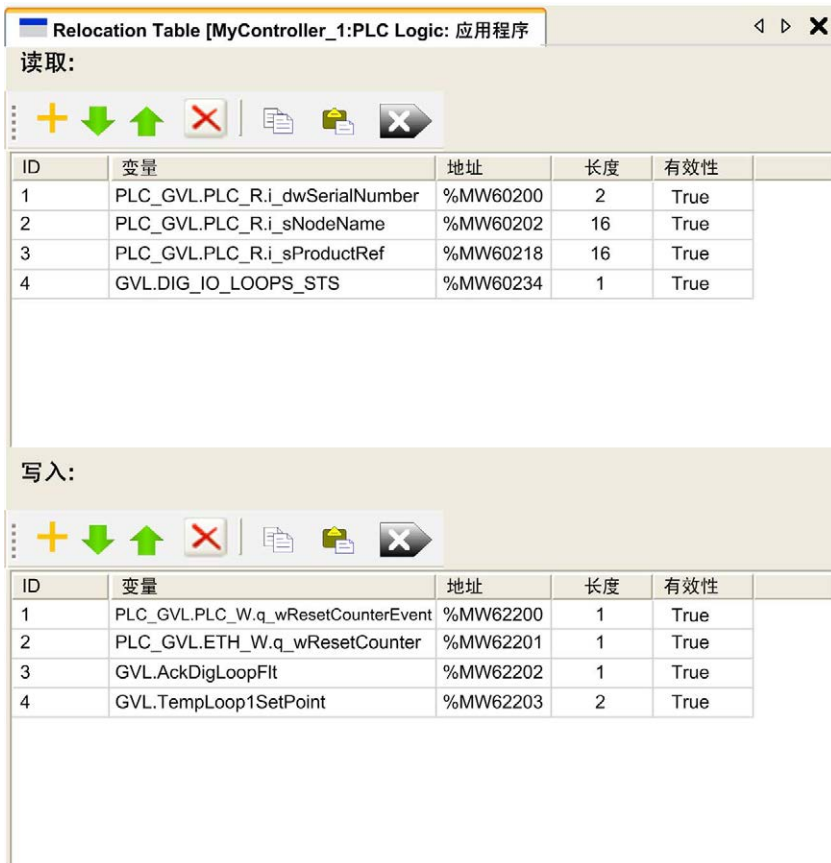 Relocation Table [MyController_1:PLC Logic: 应用程序
读取:
ID 变量 地址 长度 有效性
1 PLC_GVL.PLC_R.i_dwSerialNumber %MW60200 2 True
2 PLC_GVL.PLC_R.i_sNodeName %MW60202 16 True
3 PLC_GVL.PLC_R.i_sProductRef %MW60218 16 True
4 GVL.DIG_IO_LOOPS_STS %MW60234 1 True
写入:
ID 变量 地址 长度 有效性
1 PLC_GVL.PLC_W.q_wResetCounterEvent %MW62200 1 True
2 PLC_GVL.ETH_W.q_wResetCounter %MW62201 1 True
3 GVL.AckDigLoopFlt %MW62202 1 True
4 GVL.TempLoop1SetPoint %MW62203 2 True